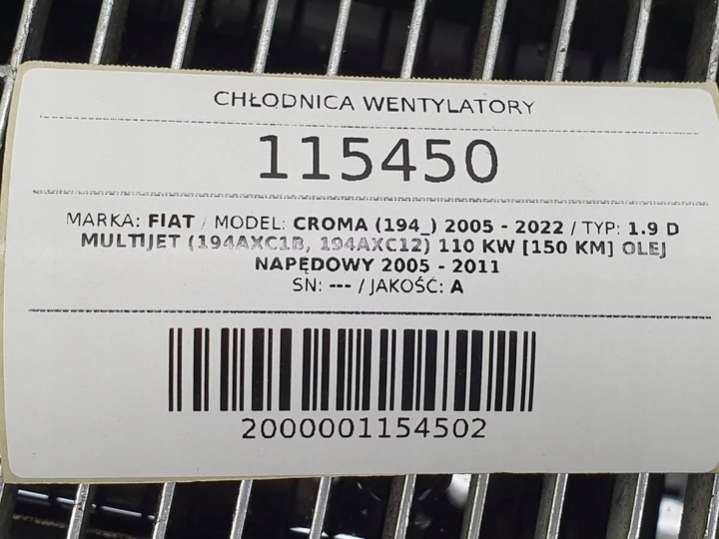 CHŁODNICA WENTYLATORY
115450
MARKA: FIAT / MODEL: CROMA (194_) 2005 - 2022 / TYP: 1.9 D
MULTIJET (194AXC1B, 194AXC12) 110 KW [150 KM] OLEJ
NAPĘDOWY 2005 - 2011
SN: --- / JAKOŚĆ: A
2000001154502